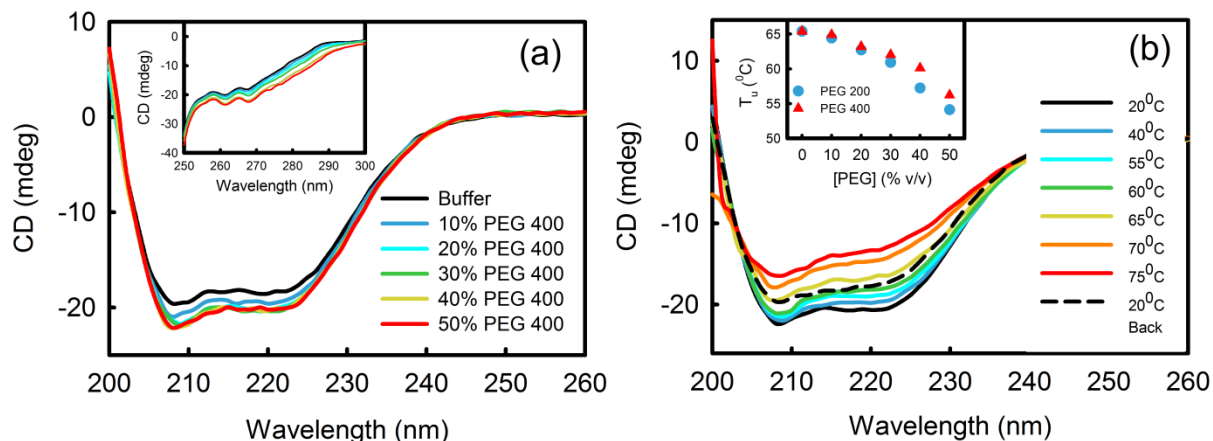 (a)
CD (mdeg)
10
0
-10
-20
200 210 220 230 240 250 260
Wavelength (nm)
CD (mdeg)
0
-10
-20
-30
-40
250 260 270 280 290 300
Wavelength (nm)
Buffer
10% PEG 400
20% PEG 400
30% PEG 400
40% PEG 400
50% PEG 400
(b)
CD (mdeg)
10
0
-10
-20
200 210 220 230 240 250 260
Wavelength (nm)
Tu (⁰C)
65
60
55
50
0 10 20 30 40 50
[PEG] (% v/v)
PEG 200
PEG 400
20⁰C
40⁰C
55⁰C
60⁰C
65⁰C
70⁰C
75⁰C
20⁰C
Back